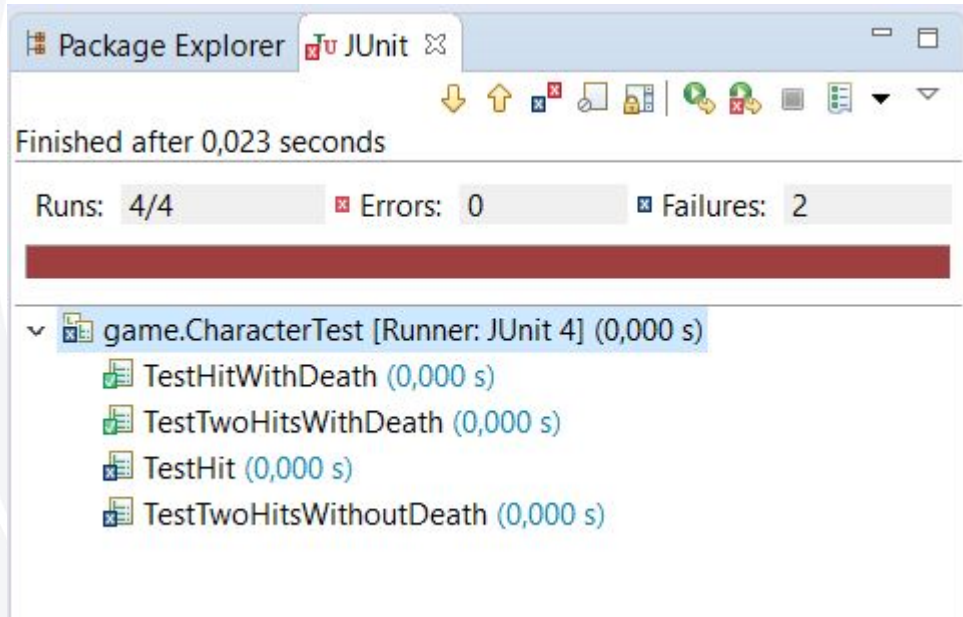 Package Explorer JUnit
Finished after 0,023 seconds
Runs: 4/4 Errors: 0 Failures: 2
game.CharacterTest [Runner: JUnit 4] (0,000 s)
TestHitWithDeath (0,000 s)
TestTwoHitsWithDeath (0,000 s)
TestHit (0,000 s)
TestTwoHitsWithoutDeath (0,000 s)